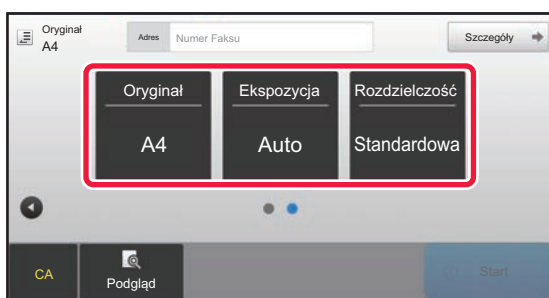 Oryginał
A4
Adres Numer Faksu
Szczegóły
Oryginał Ekspozycja Rozdzielczość
A4 Auto Standardowa
CA
Podgląd
Start